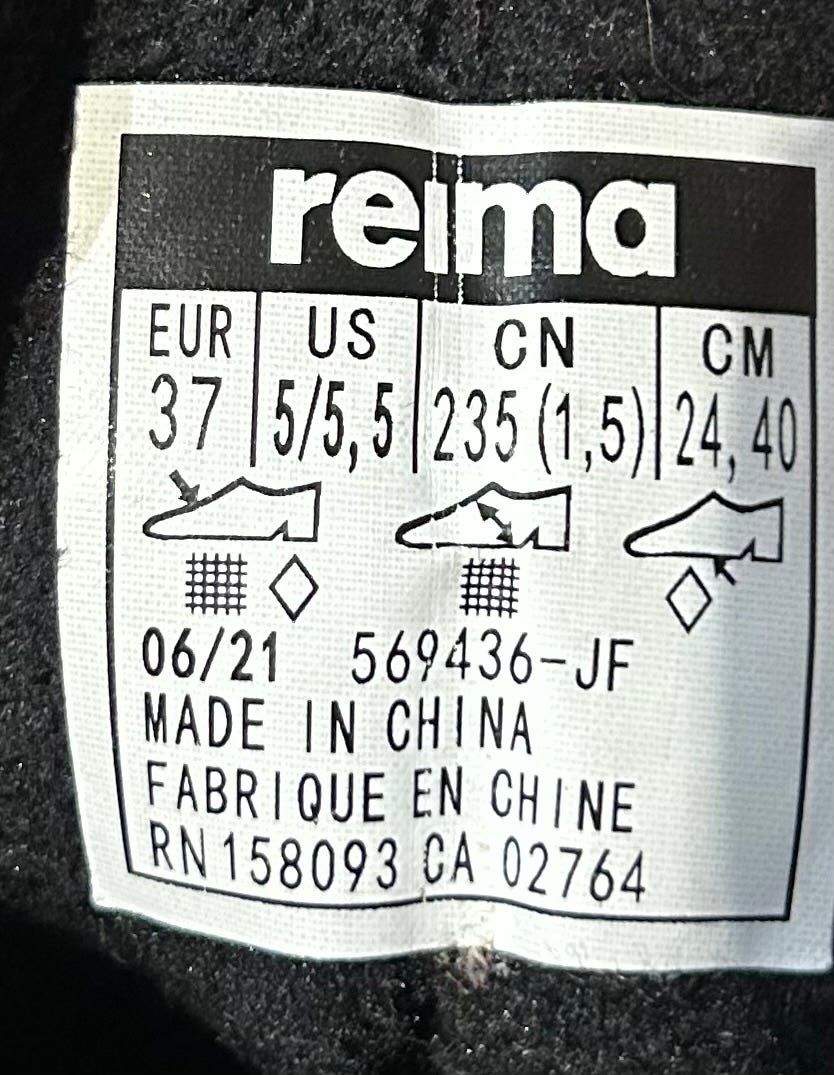 reima
EUR US CN CM
37 5/5,5 235 (1,5) 24,40
06/21 569436-JF
MADE IN CHINA
FABRIQUE EN CHINE
RN 158093 CA 02764